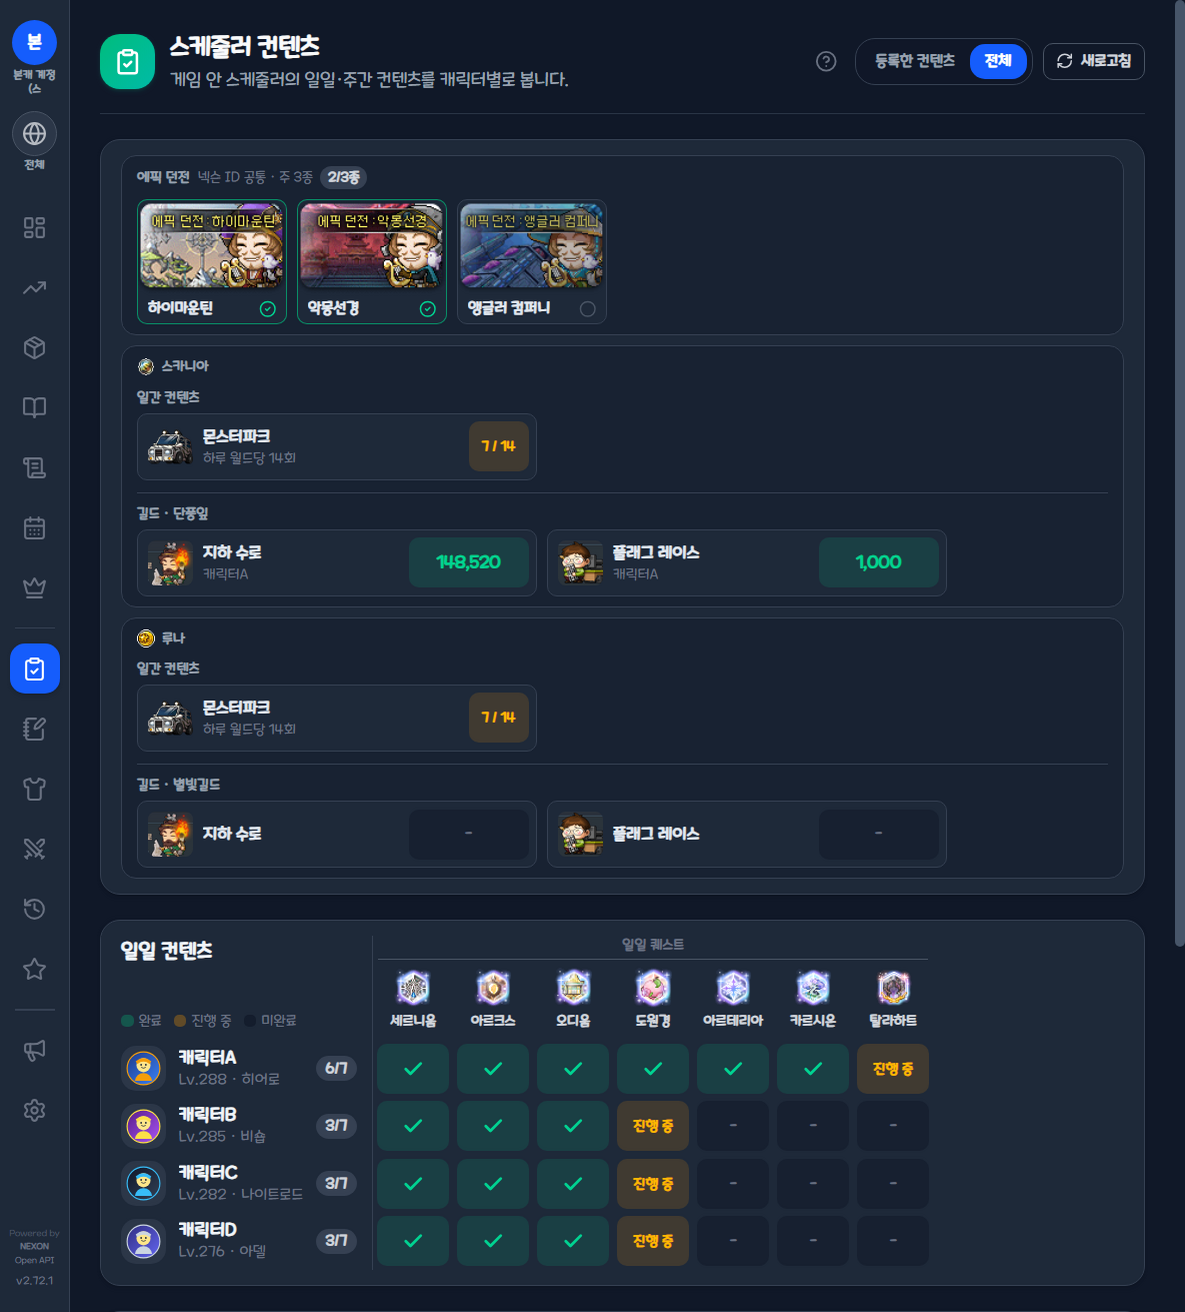 본
본캐 계정
(스
전체
Powered by
NEXON
Open API
v2.72.1
스케줄러 컨텐츠
게임 안 스케줄러의 일일·주간 컨텐츠를 캐릭터별로 봅니다.
등록한 컨텐츠
전체
새로고침
에픽 던전 넥슨 ID 공통 · 주 3종 2/3종
에픽 던전 : 하이마운틴
하이마운틴
에픽 던전 : 악몽선경
악몽선경
에픽 던전 : 앵글러 컴퍼니
앵글러 컴퍼니
스카니아
일간 컨텐츠
몬스터파크
하루 월드당 14회
7 / 14
길드 · 단풍잎
지하 수로
캐릭터A
148,520
플래그 레이스
캐릭터A
1,000
루나
일간 컨텐츠
몬스터파크
하루 월드당 14회
7 / 14
길드 · 별빛길드
지하 수로
-
플래그 레이스
-
일일 컨텐츠
완료 진행 중 미완료
일일 퀘스트
세르니움 아르크스 오디움 도원경 아르테리아 카르시온 탈라하트
캐릭터A
Lv.288 · 히어로
6/7
진행 중
캐릭터B
Lv.285 · 비숍
3/7
진행 중 - - -
캐릭터C
Lv.282 · 나이트로드
3/7
진행 중 - - -
캐릭터D
Lv.276 · 아델
3/7
진행 중 - - -